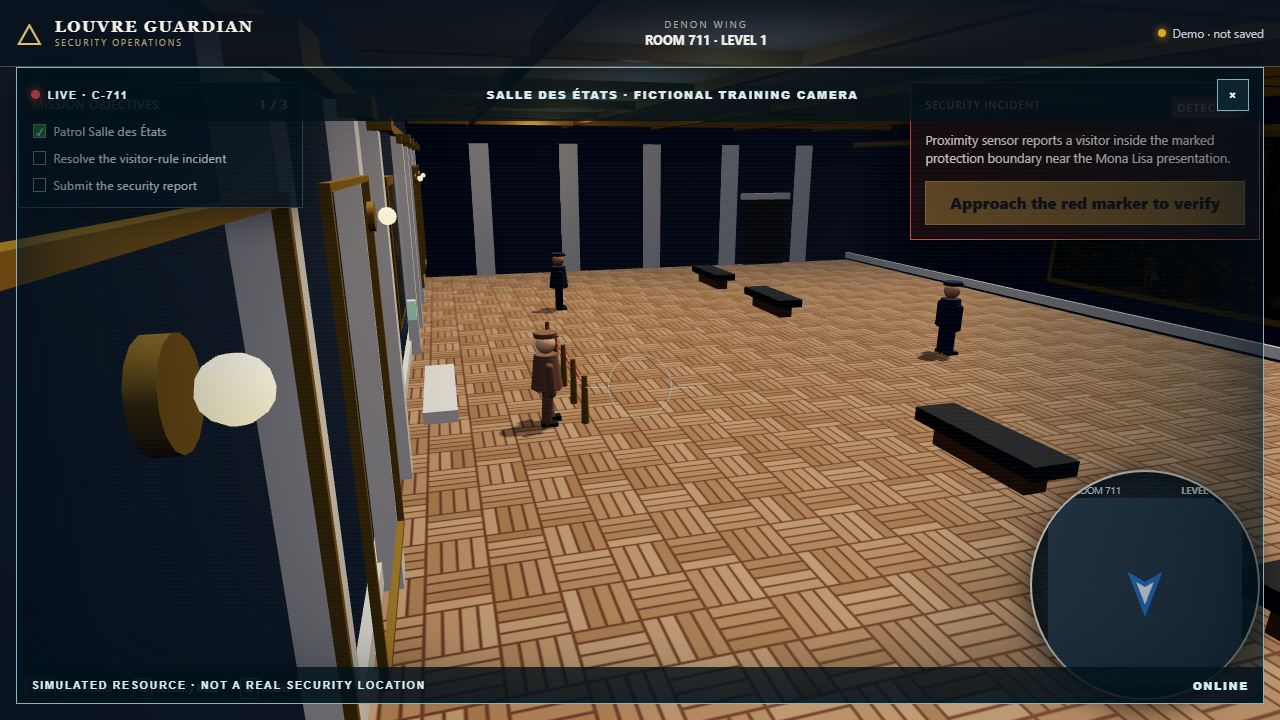 LOUVRE GUARDIAN
SECURITY OPERATIONS
DENON WING
ROOM 711 · LEVEL 1
Demo · not saved
LIVE · C-711
SALLE DES ÉTATS · FICTIONAL TRAINING CAMERA
×
MISSION OBJECTIVES 1 / 3
Patrol Salle des États
Resolve the visitor-rule incident
Submit the security report
SECURITY INCIDENT
Proximity sensor reports a visitor inside the marked
protection boundary near the Mona Lisa presentation.
Approach the red marker to verify
OOM 711 LEVEL
SIMULATED RESOURCE · NOT A REAL SECURITY LOCATION
ONLINE